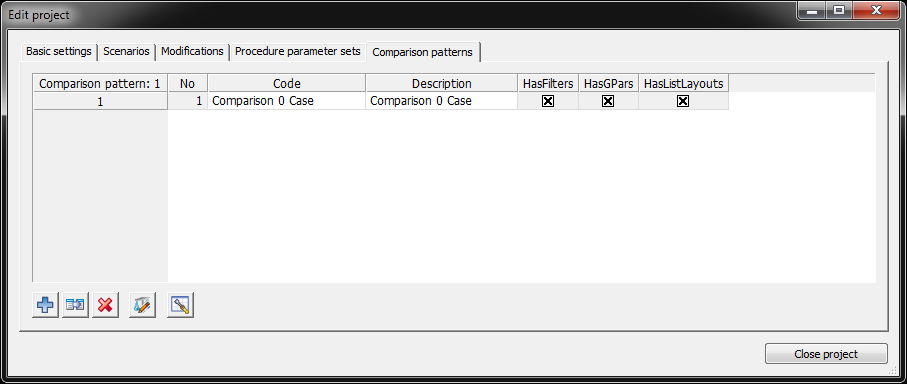 Edit project
Basic settings Scenarios Modifications Procedure parameter sets Comparison patterns
Comparison pattern: 1 No Code Description HasFilters HasGPars HasListLayouts
1 1 Comparison 0 Case Comparison 0 Case
Close project